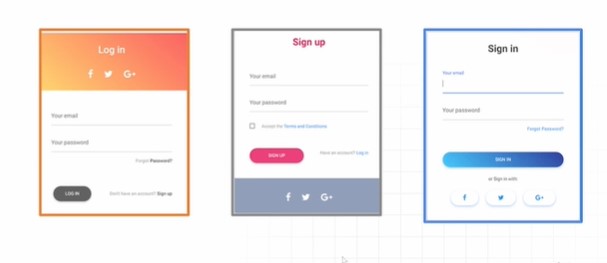 Log in
f
G+
Your email
Your password
Forgot Password?
LOG IN
Don't have an account? Sign up
Sign up
Your email
Your password
Accept the Terms and Conditions
SIGN UP
Have an account? Log in
f
G+
Sign in
Your email
Your password
Forgot Password?
SIGN IN
or Sign in with:
f
G+